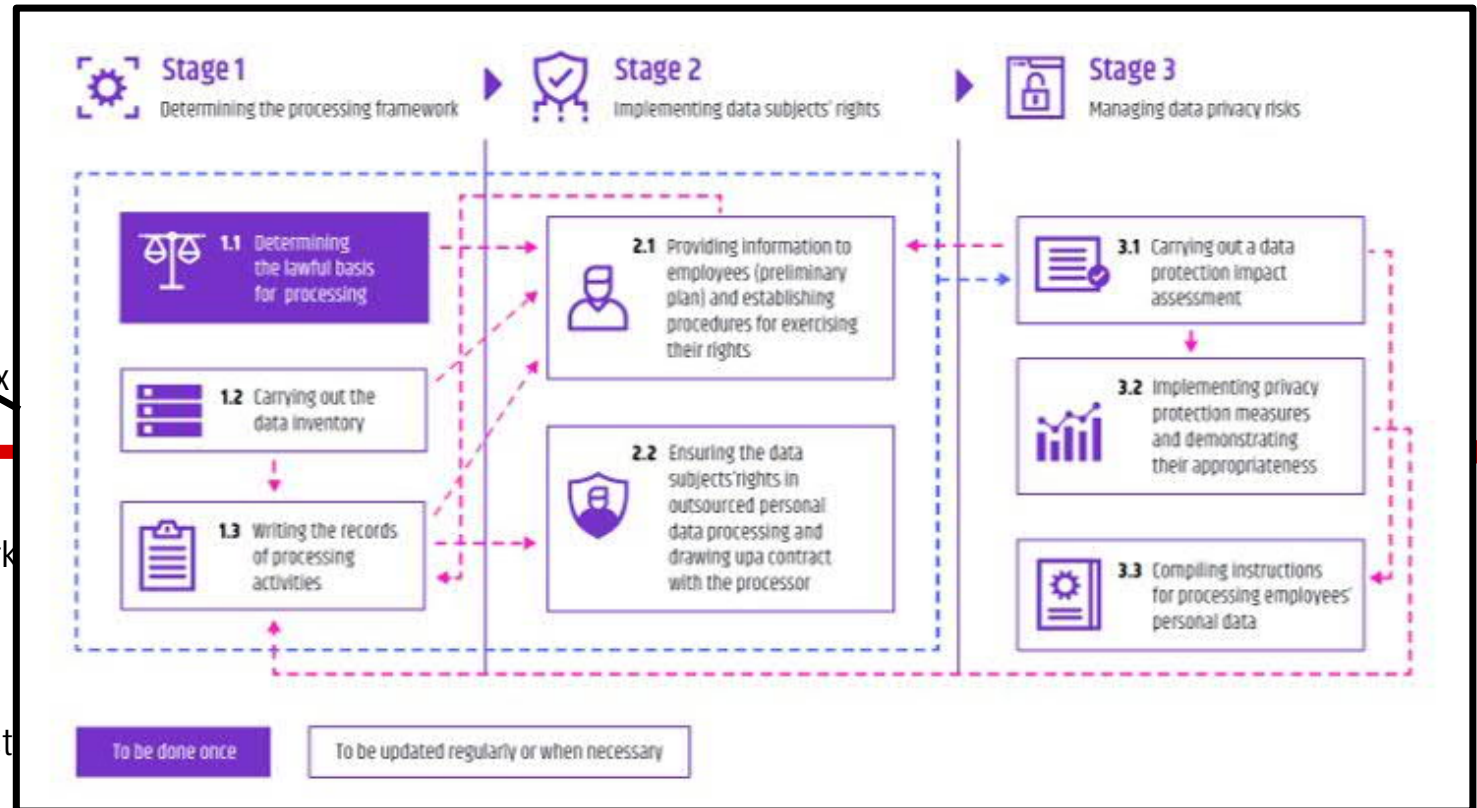 Stage 1
Determining the processing framework
Stage 2
Implementing data subjects' rights
Stage 3
Managing data privacy risks
1.1 Determining
the lawful basis
for processing
1.2 Carrying out the
data inventory
1.3 Writing the records
of processing
activities
2.1 Providing information to
employees (preliminary
plan) and establishing
procedures for exercising
their rights
2.2 Ensuring the data
subjects'rights in
outsourced personal
data processing and
drawing upa contract
with the processor
3.1 Carrying out a data
protection impact
assessment
3.2 Implementing privacy
protection measures
and demonstrating
their appropriateness
3.3 Compiling instructions
for processing employees'
personal data
To be done once
To be updated regularly or when necessary